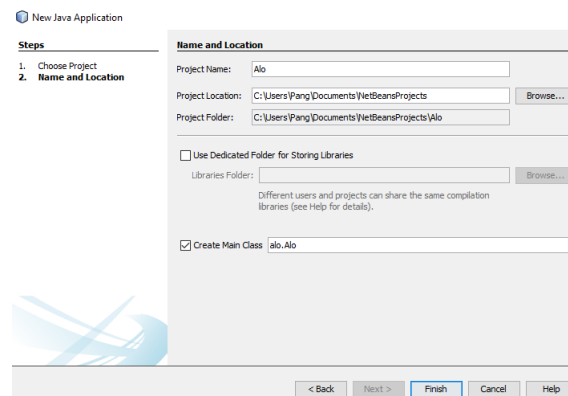 New Java Application
Steps
1. Choose Project
2. Name and Location
Name and Location
Project Name: Alo
Project Location: C:\Users\Pang\Documents\NetBeansProjects Browse...
Project Folder: C:\Users\Pang\Documents\NetBeansProjects\Alo
Use Dedicated Folder for Storing Libraries
Libraries Folder: Browse...
Different users and projects can share the same compilation
libraries (see Help for details).
Create Main Class alo.Alo
< Back Next > Finish Cancel Help